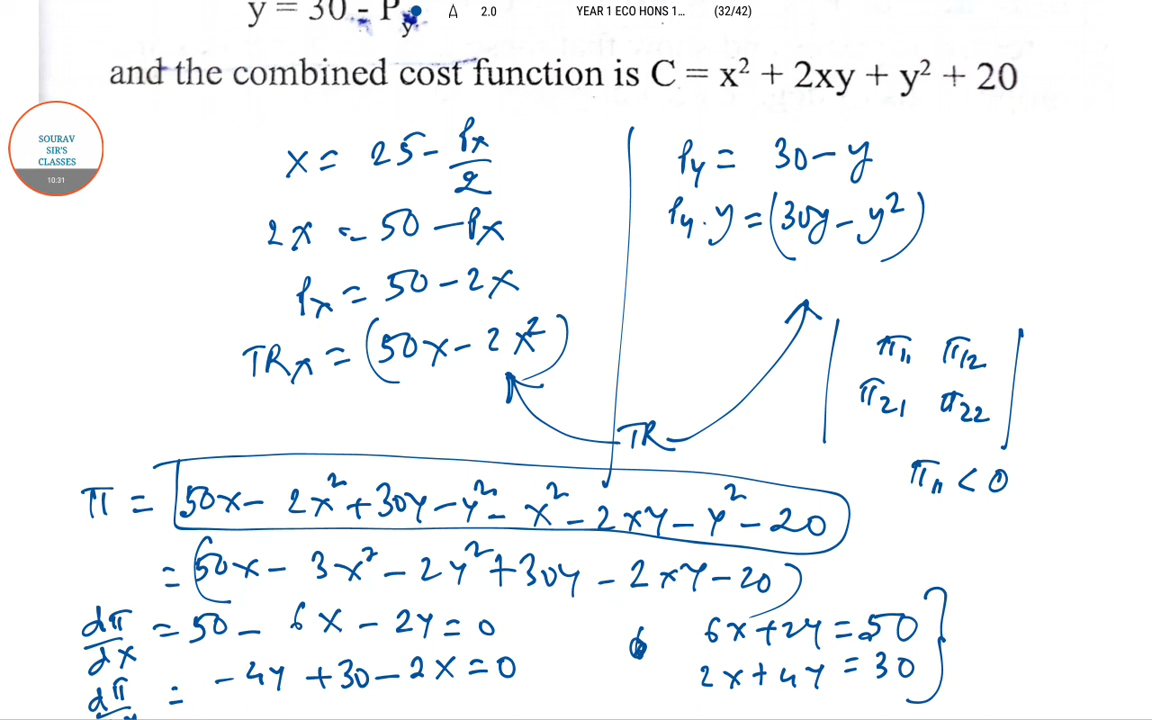 y = 30 - Py
A 2.0 YEAR 1 ECO HONS 1... (32/42)
and the combined cost function is C = x² + 2xy + y² + 20
SOURAV
SIR'S
CLASSES
10:31
x = 25 - Px/2
2x = 50 - Px
Px = 50 - 2x
TRx = (50x - 2x²)
Py = 30 - y
Py.y = (30y - y²)
TR
π11 π12
π21 π22
π11 < 0
π = 50x - 2x² + 30y - y² - x² - 2xy - y² - 20
= (50x - 3x² - 2y² + 30y - 2xy - 20)
dπ/dx = 50 - 6x - 2y = 0
6x + 2y = 50
= -4y + 30 - 2x = 0
2x + 4y = 30